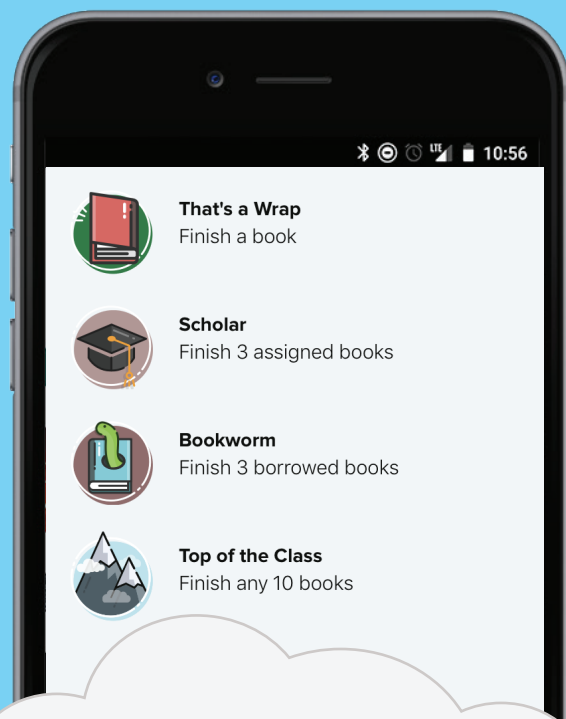 LTE 10:56
That's a Wrap
Finish a book
Scholar
Finish 3 assigned books
Bookworm
Finish 3 borrowed books
Top of the Class
Finish any 10 books